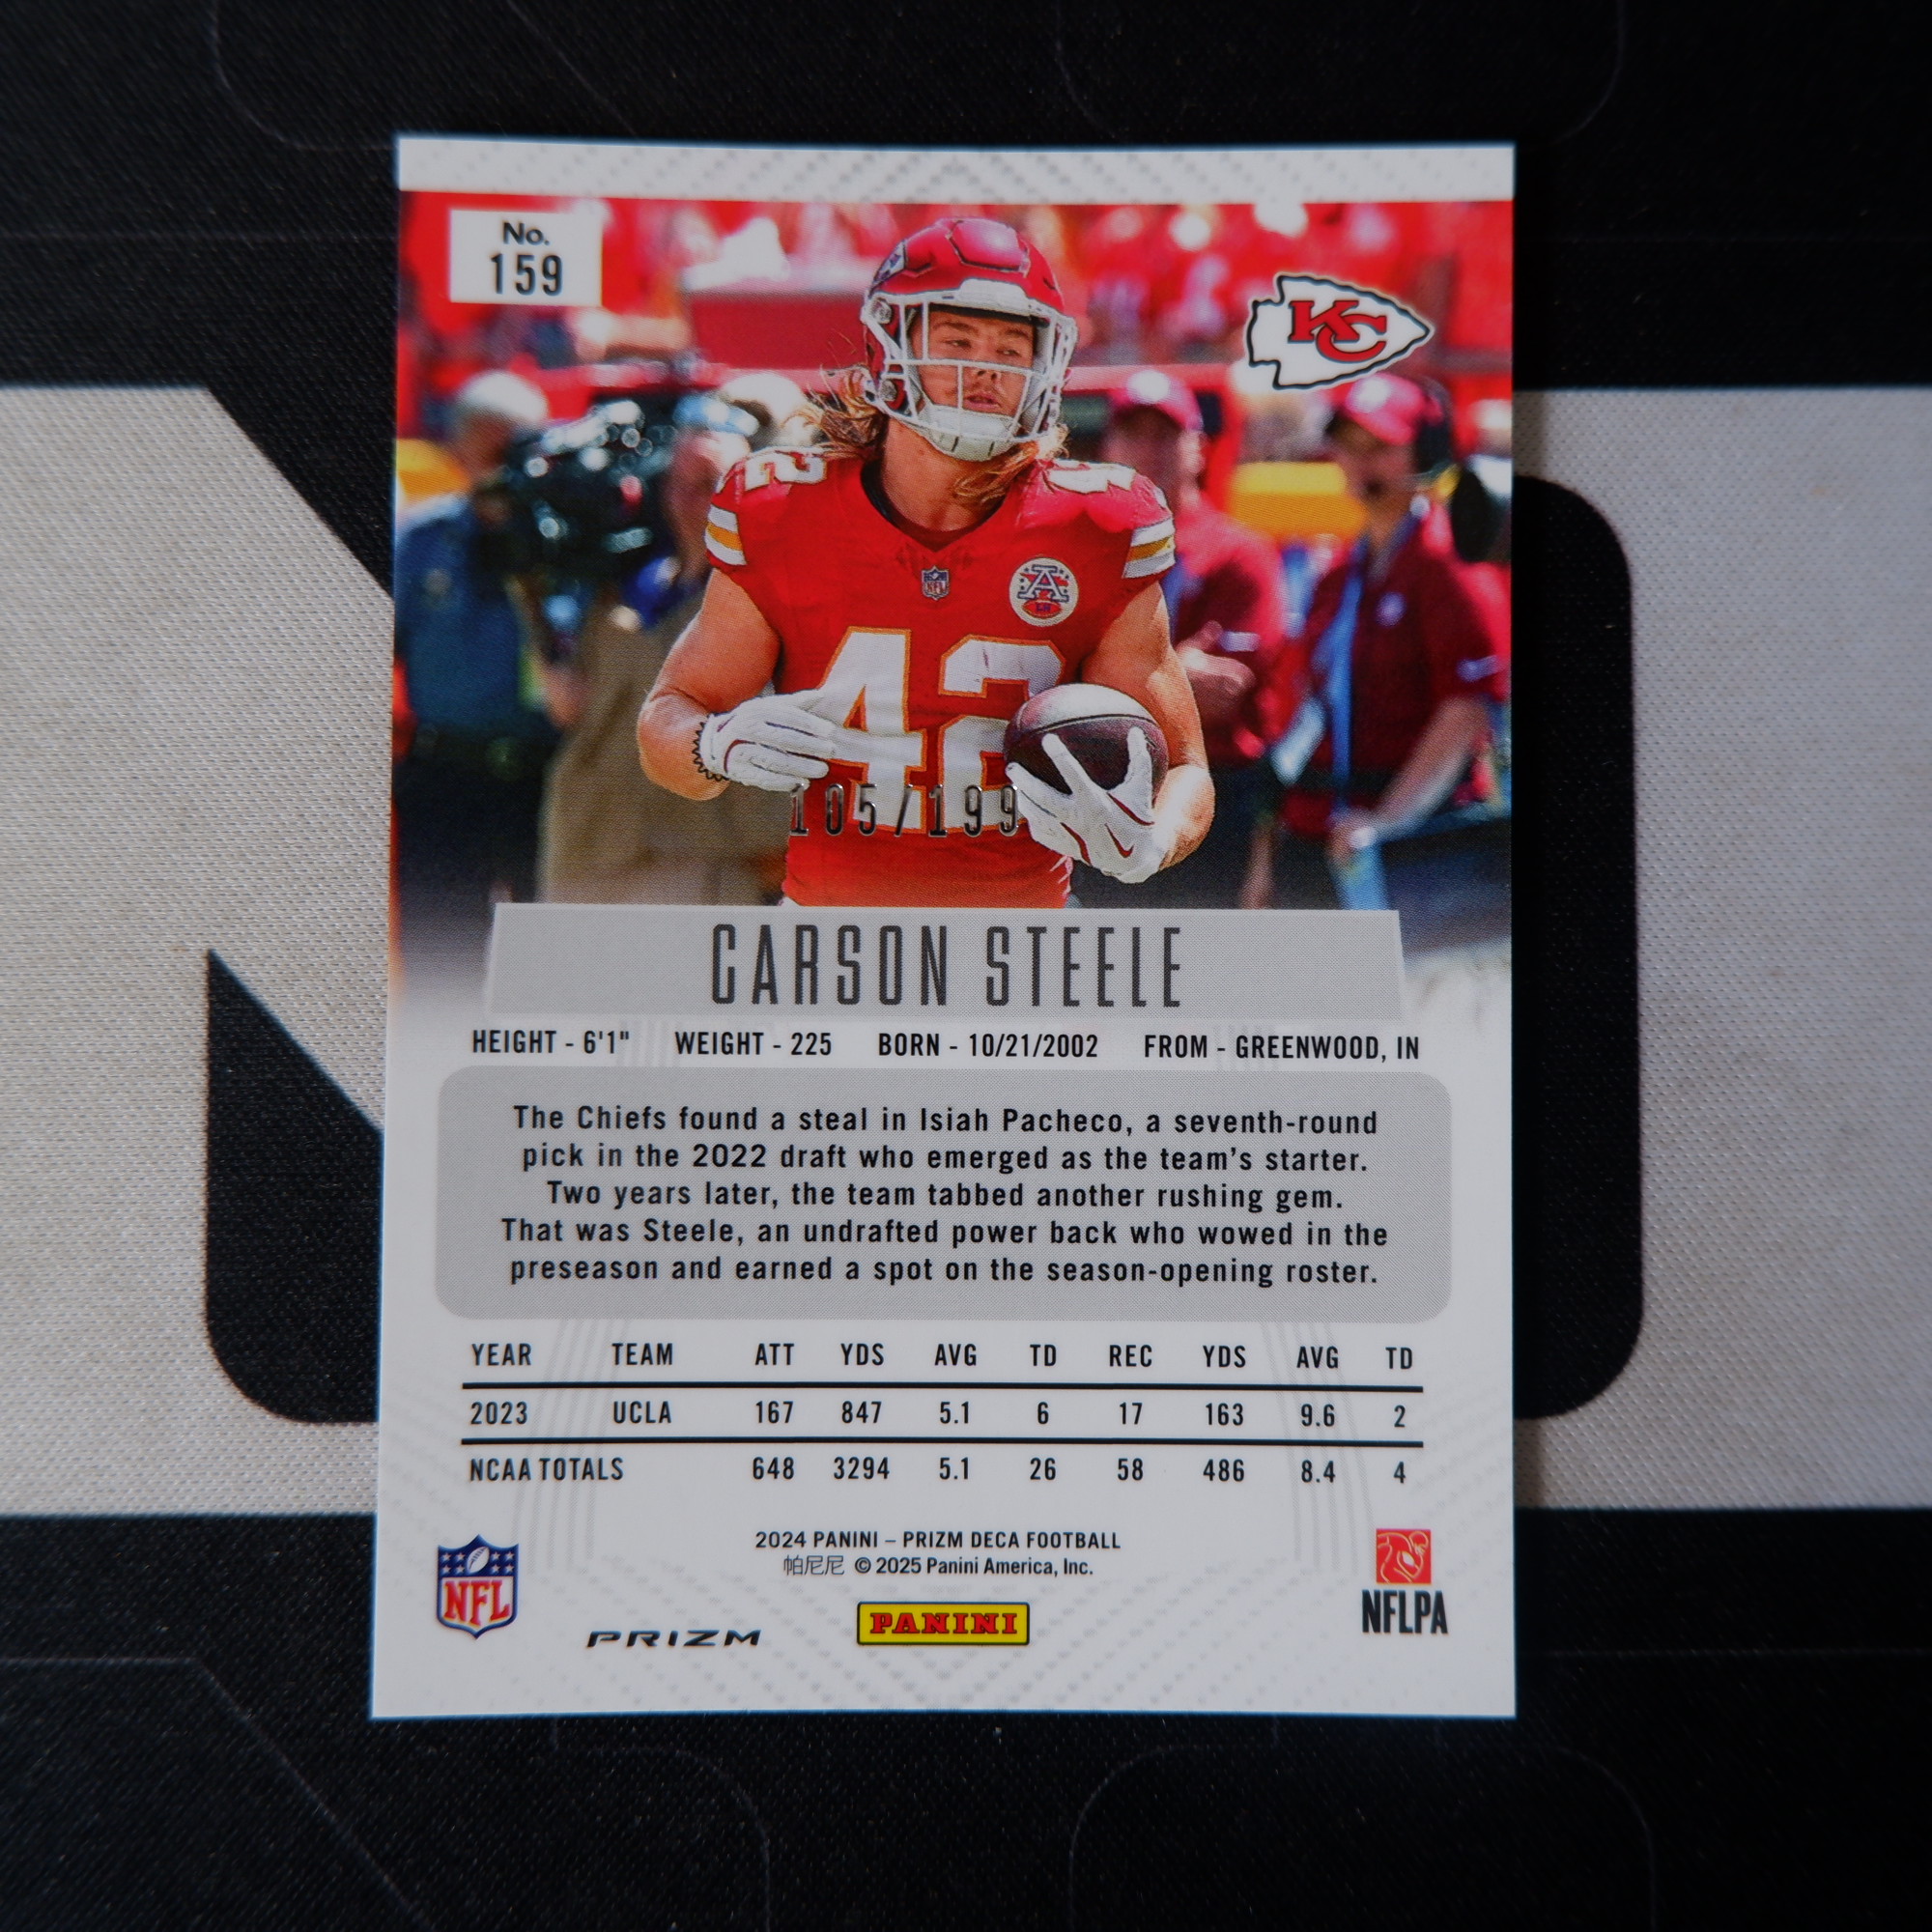 No.
159
KC
42
42
NFL
A
LH
42
105/199
CARSON STEELE
HEIGHT - 6'1" WEIGHT - 225 BORN - 10/21/2002 FROM - GREENWOOD, IN
The Chiefs found a steal in Isiah Pacheco, a seventh-round
pick in the 2022 draft who emerged as the team's starter.
Two years later, the team tabbed another rushing gem.
That was Steele, an undrafted power back who wowed in the
preseason and earned a spot on the season-opening roster.
YEAR TEAM ATT YDS AVG TD REC YDS AVG TD
2023 UCLA 167 847 5.1 6 17 163 9.6 2
NCAA TOTALS 648 3294 5.1 26 58 486 8.4 4
2024 PANINI – PRIZM DECA FOOTBALL
帕尼尼 © 2025 Panini America, Inc.
NFL
PRIZM
PANINI
NFLPA